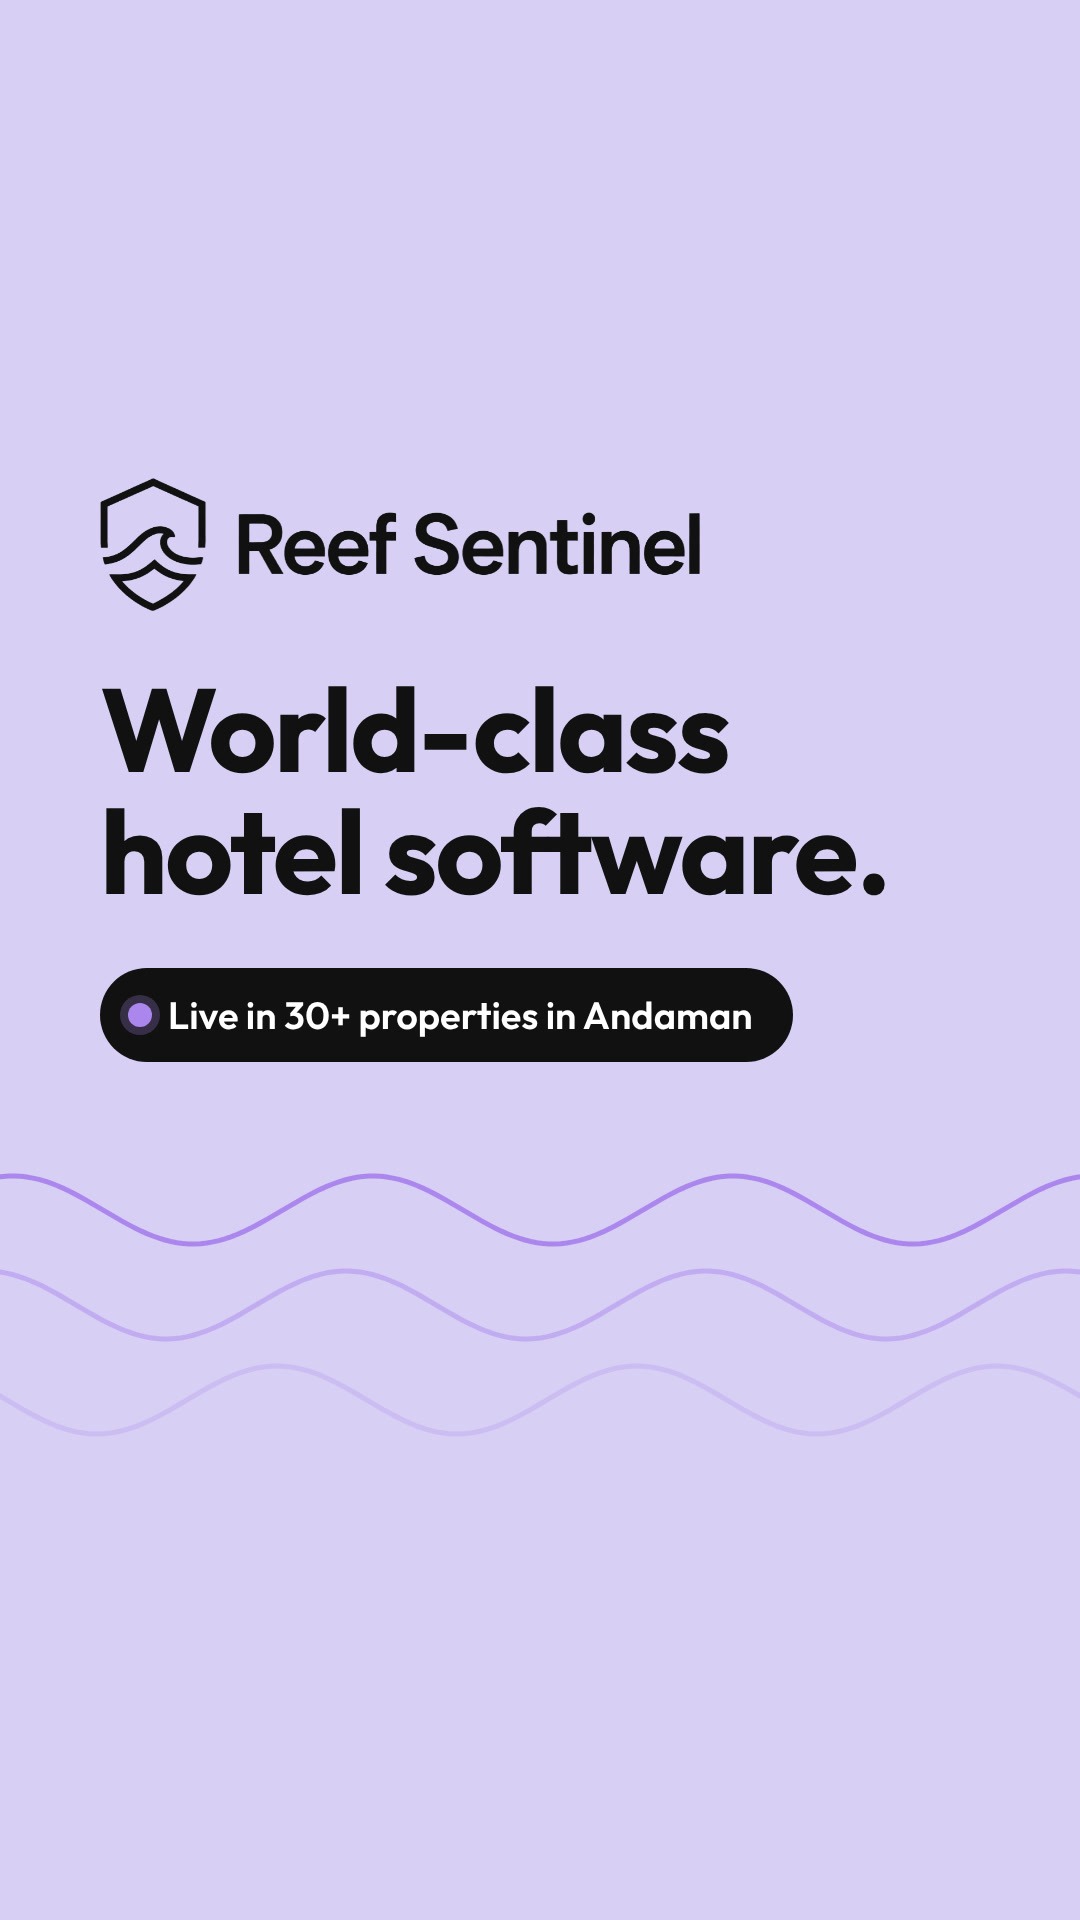 Reef Sentinel
World-class
hotel software.
Live in 30+ properties in Andaman